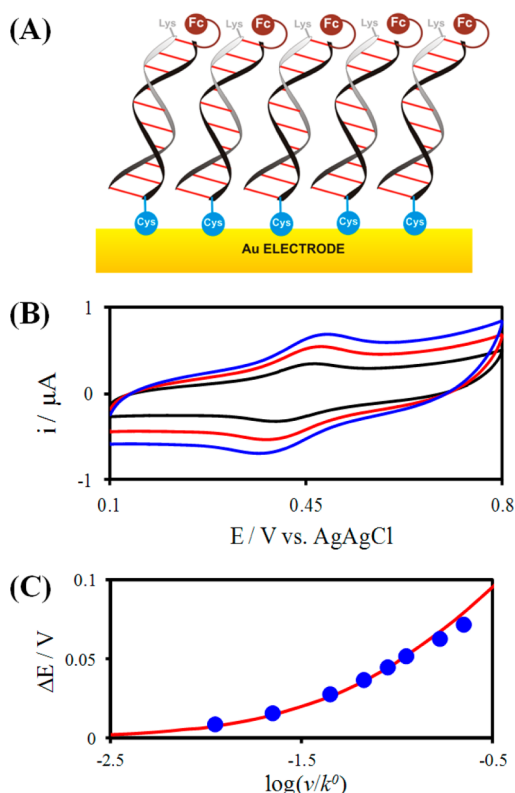 (A)
Lys Fc Lys Fc Lys Fc Lys Fc Lys Fc
Cys Cys Cys Cys Cys
Au ELECTRODE
(B)
1
0
-1
i / µA
0.1 0.45 0.8
E / V vs. AgAgCl
(C)
0.1
0.05
0
ΔE / V
-2.5 -1.5 -0.5
log(ν/k⁰)